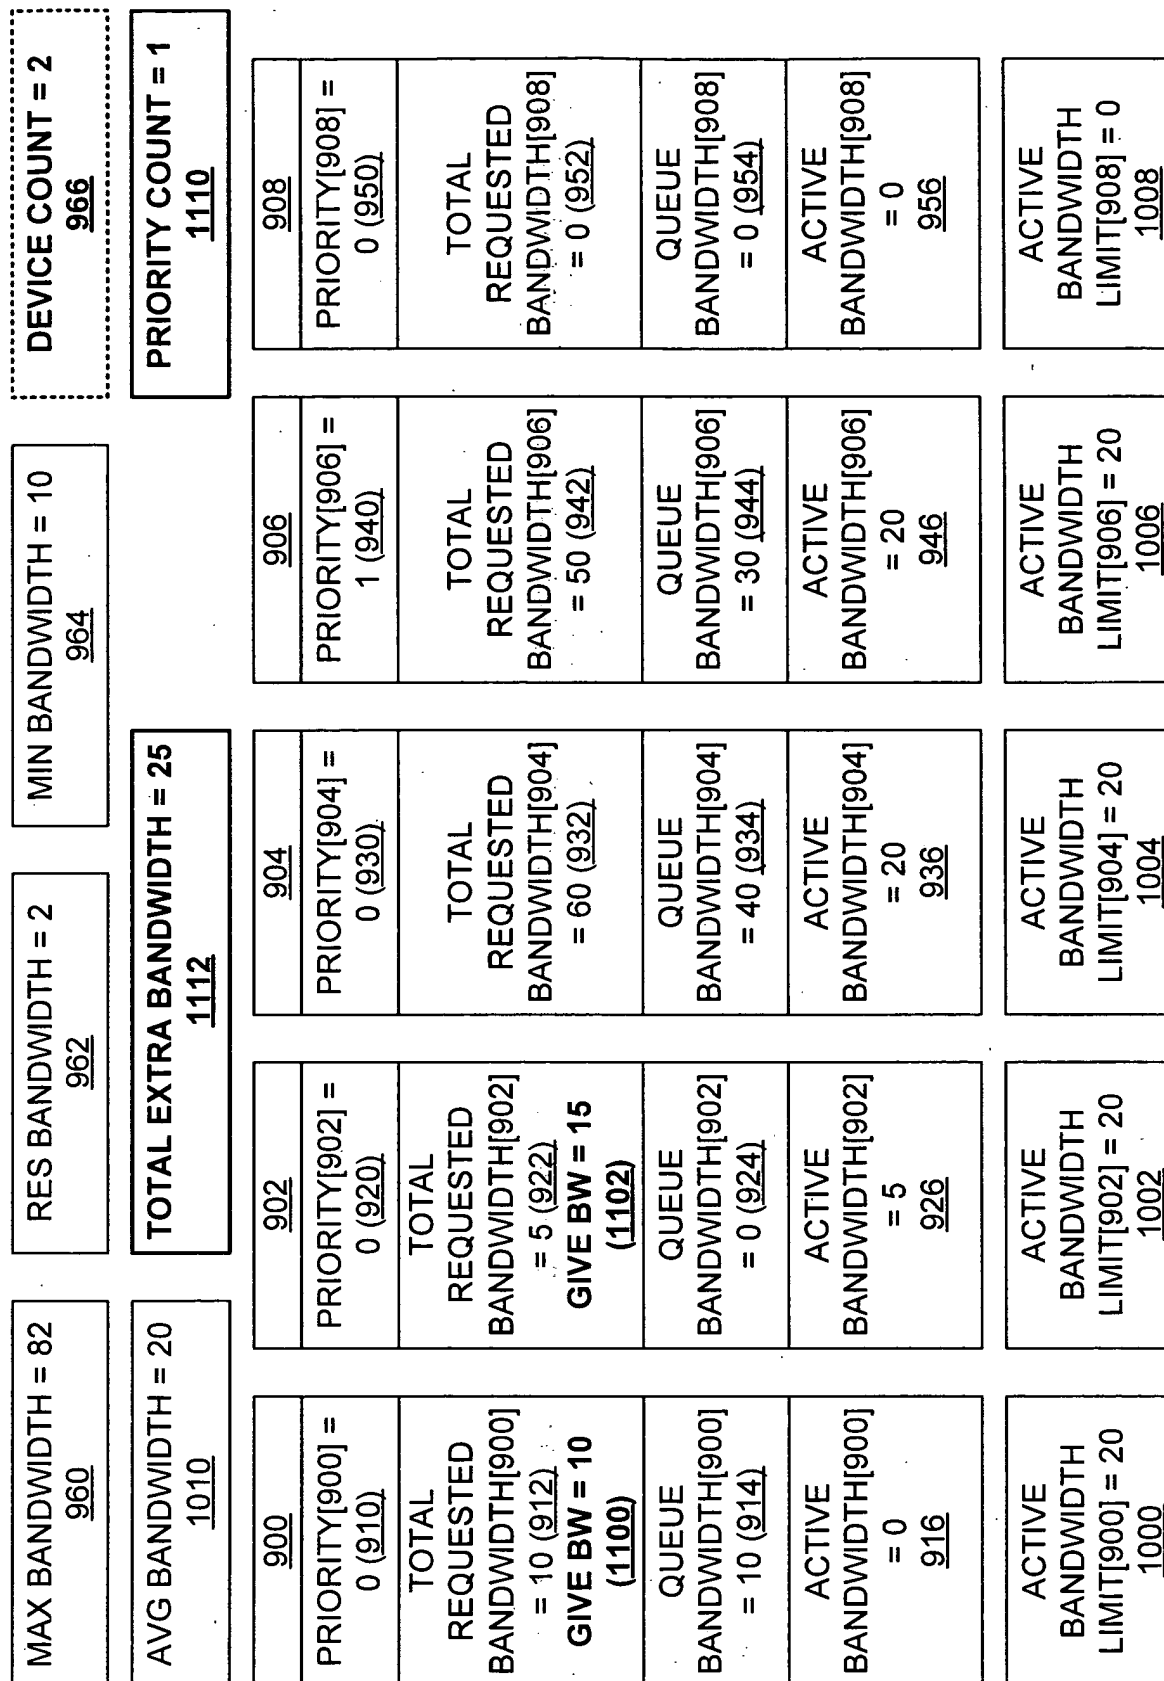 MAX BANDWIDTH = 82
960
RES BANDWIDTH = 2
962
MIN BANDWIDTH = 10
964
DEVICE COUNT = 2
966
AVG BANDWIDTH = 20
1010
TOTAL EXTRA BANDWIDTH = 25
1112
PRIORITY COUNT = 1
1110
900
PRIORITY[900] =
0 (910)
TOTAL
REQUESTED
BANDWIDTH[900]
= 10 (912)
GIVE BW = 10
(1100)
QUEUE
BANDWIDTH[900]
= 10 (914)
ACTIVE
BANDWIDTH[900]
= 0
916
ACTIVE
BANDWIDTH
LIMIT[900] = 20
1000
902
PRIORITY[902] =
0 (920)
TOTAL
REQUESTED
BANDWIDTH[902]
= 5 (922)
GIVE BW = 15
(1102)
QUEUE
BANDWIDTH[902]
= 0 (924)
ACTIVE
BANDWIDTH[902]
= 5
926
ACTIVE
BANDWIDTH
LIMIT[902] = 20
1002
904
PRIORITY[904] =
0 (930)
TOTAL
REQUESTED
BANDWIDTH[904]
= 60 (932)
QUEUE
BANDWIDTH[904]
= 40 (934)
ACTIVE
BANDWIDTH[904]
= 20
936
ACTIVE
BANDWIDTH
LIMIT[904] = 20
1004
906
PRIORITY[906] =
1 (940)
TOTAL
REQUESTED
BANDWIDTH[906]
= 50 (942)
QUEUE
BANDWIDTH[906]
= 30 (944)
ACTIVE
BANDWIDTH[906]
= 20
946
ACTIVE
BANDWIDTH
LIMIT[906] = 20
1006
908
PRIORITY[908] =
0 (950)
TOTAL
REQUESTED
BANDWIDTH[908]
= 0 (952)
QUEUE
BANDWIDTH[908]
= 0 (954)
ACTIVE
BANDWIDTH[908]
= 0
956
ACTIVE
BANDWIDTH
LIMIT[908] = 0
1008